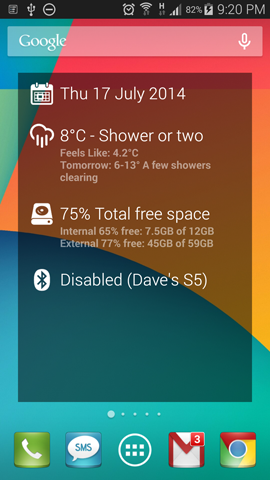 H
82% 9:20 PM
Google
Thu 17 July 2014
8°C - Shower or two
Feels Like: 4.2°C
Tomorrow: 6-13° A few showers
clearing
75% Total free space
Internal 65% free: 7.5GB of 12GB
External 77% free: 45GB of 59GB
Disabled (Dave's S5)
SMS
3